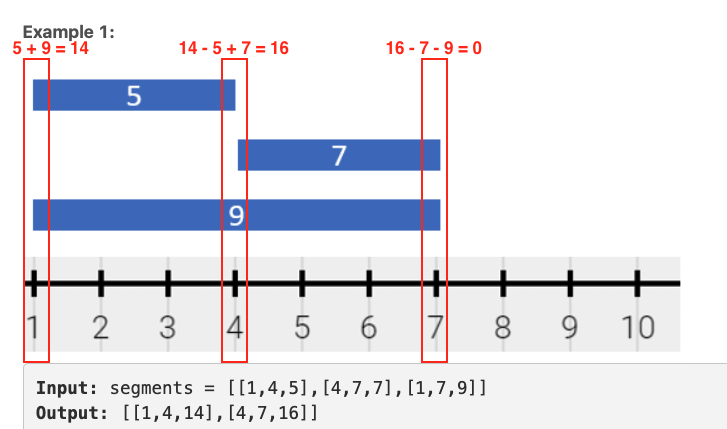 Example 1:
5 + 9 = 14 14 - 5 + 7 = 16 16 - 7 - 9 = 0
5
7
9
1 2 3 4 5 6 7 8 9 10
Input: segments = [[1,4,5],[4,7,7],[1,7,9]]
Output: [[1,4,14],[4,7,16]]